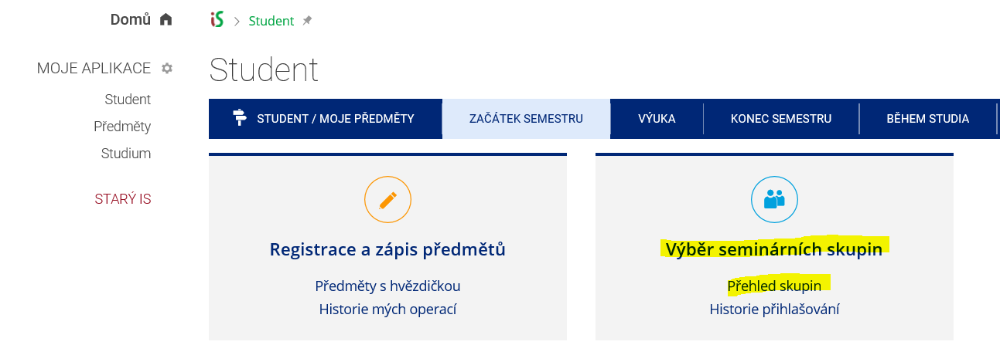 Domů
iS > Student
MOJE APLIKACE
Student
Předměty
Studium
STARÝ IS
Student
STUDENT / MOJE PŘEDMĚTY
ZAČÁTEK SEMESTRU
VÝUKA
KONEC SEMESTRU
BĚHEM STUDIA
Registrace a zápis předmětů
Předměty s hvězdičkou
Historie mých operací
Výběr seminárních skupin
Přehled skupin
Historie přihlašování